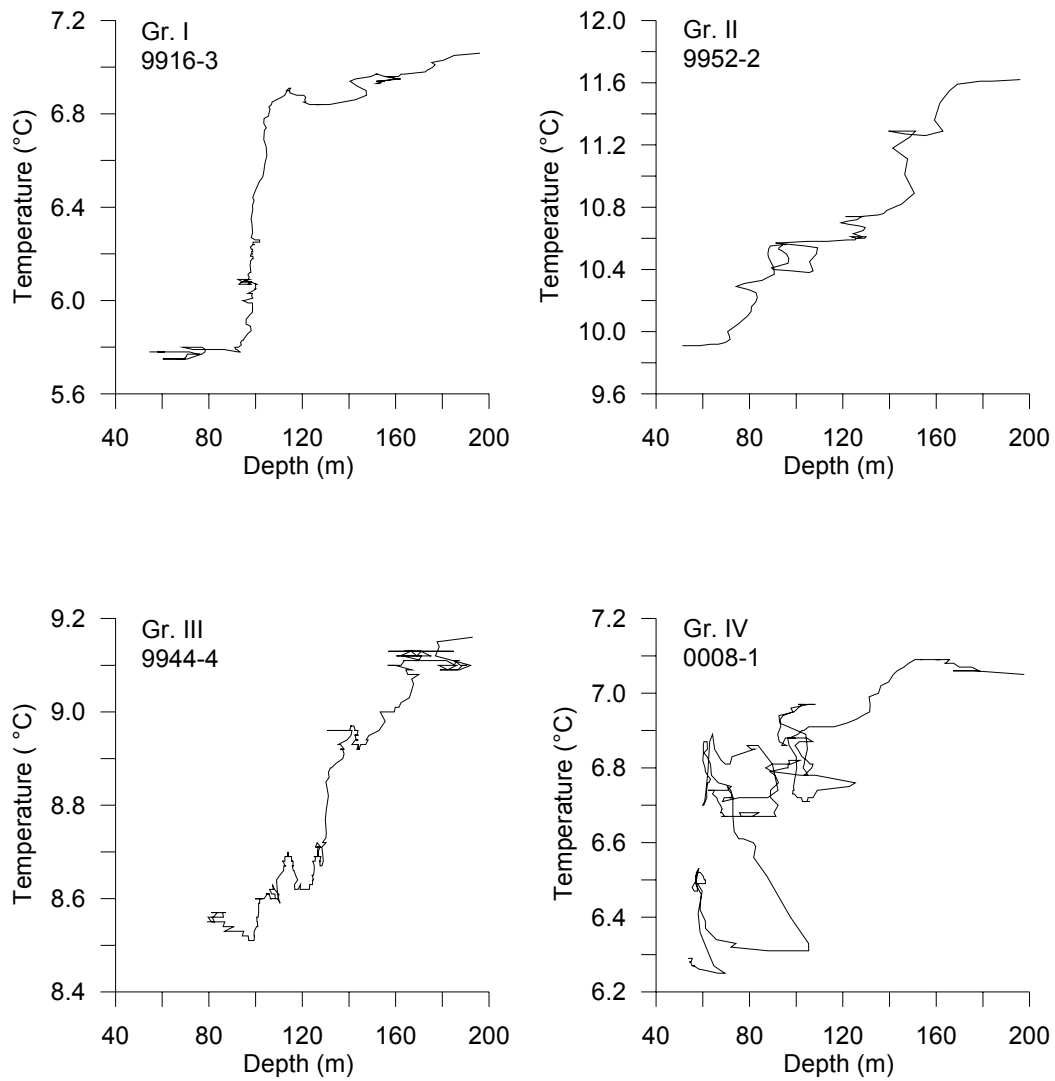 Gr. I
9916-3
7.2
6.8
6.4
6.0
5.6
Temperature (°C)
40 80 120 160 200
Depth (m)
Gr. II
9952-2
12.0
11.6
11.2
10.8
10.4
10.0
9.6
Temperature (°C)
40 80 120 160 200
Depth (m)
Gr. III
9944-4
9.2
9.0
8.8
8.6
8.4
Temperature ( °C)
40 80 120 160 200
Depth (m)
Gr. IV
0008-1
7.2
7.0
6.8
6.6
6.4
6.2
Temperature (°C)
40 80 120 160 200
Depth (m)